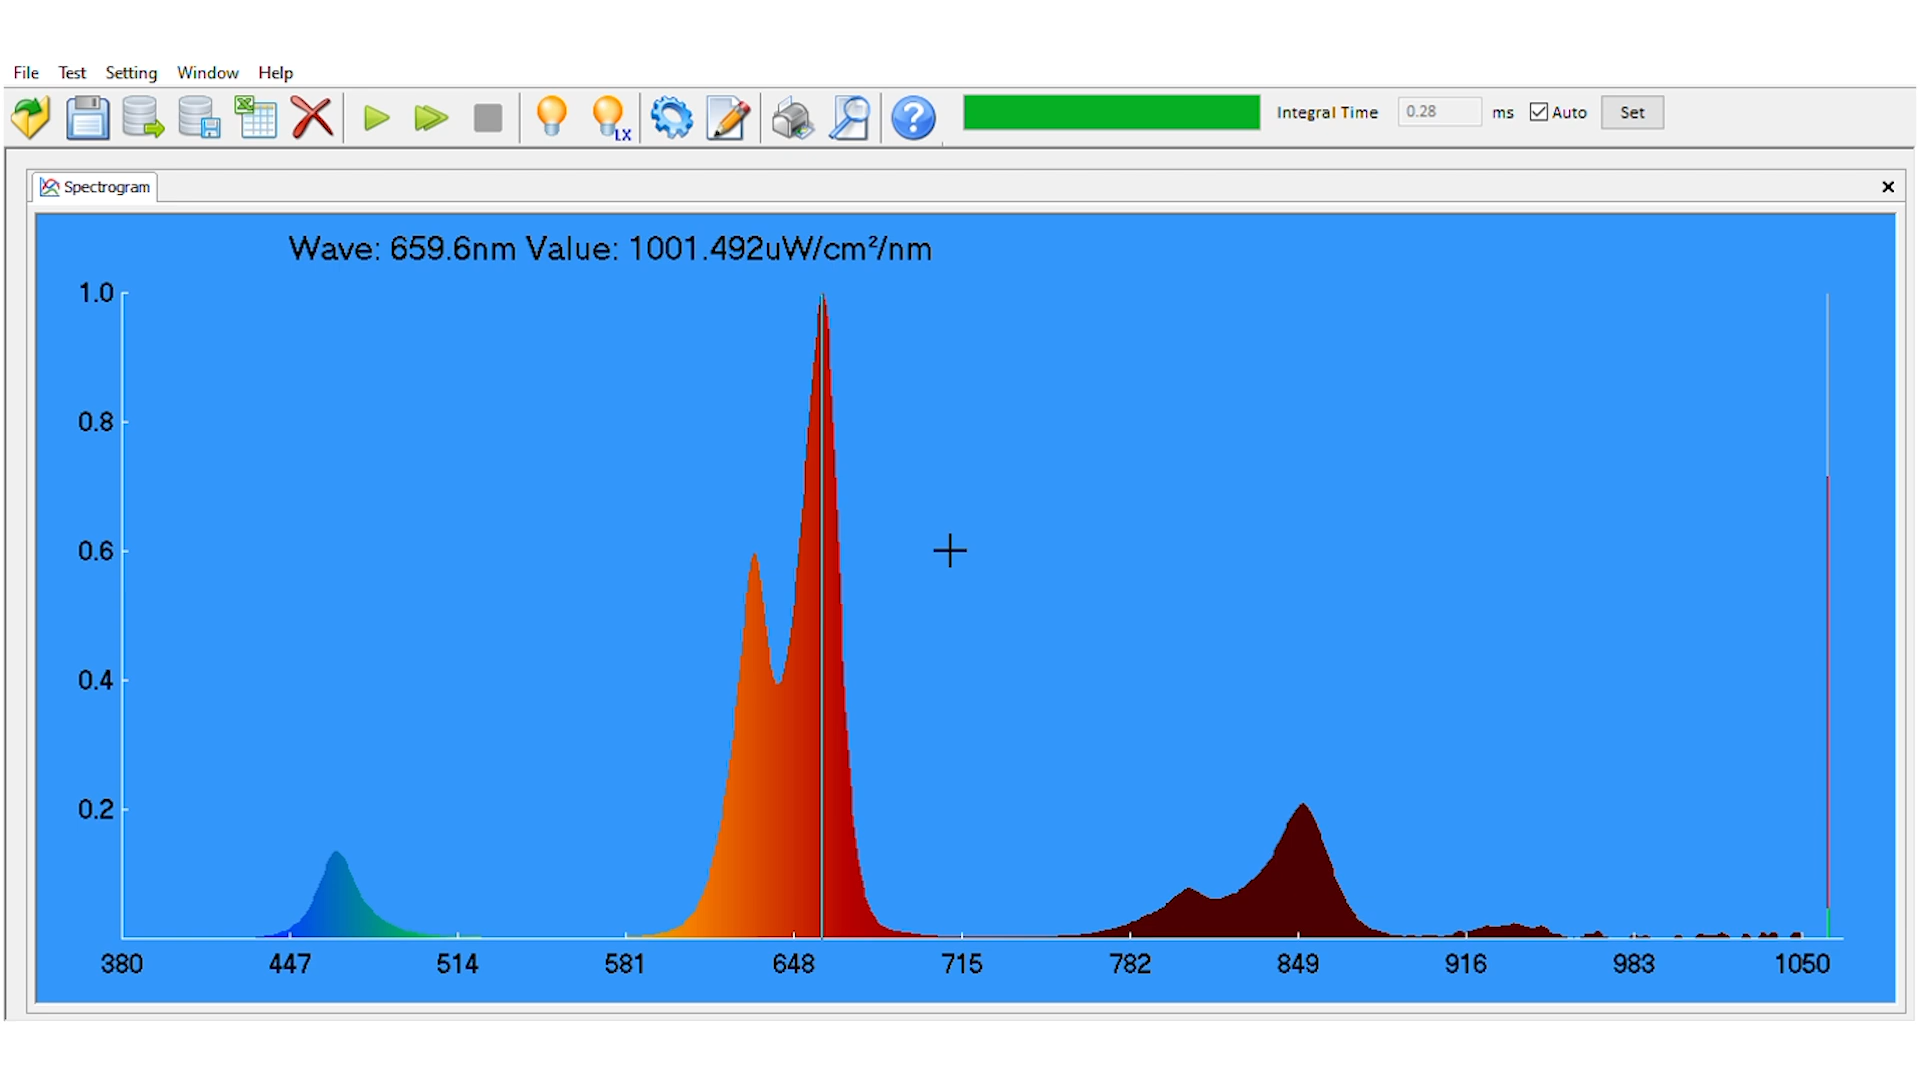 File Test Setting Window Help
LX
Integral Time 0.28 ms Auto Set
Spectrogram
Wave: 659.6nm Value: 1001.492uW/cm²/nm
1.0
0.8
0.6
0.4
0.2
380 447 514 581 648 715 782 849 916 983 1050